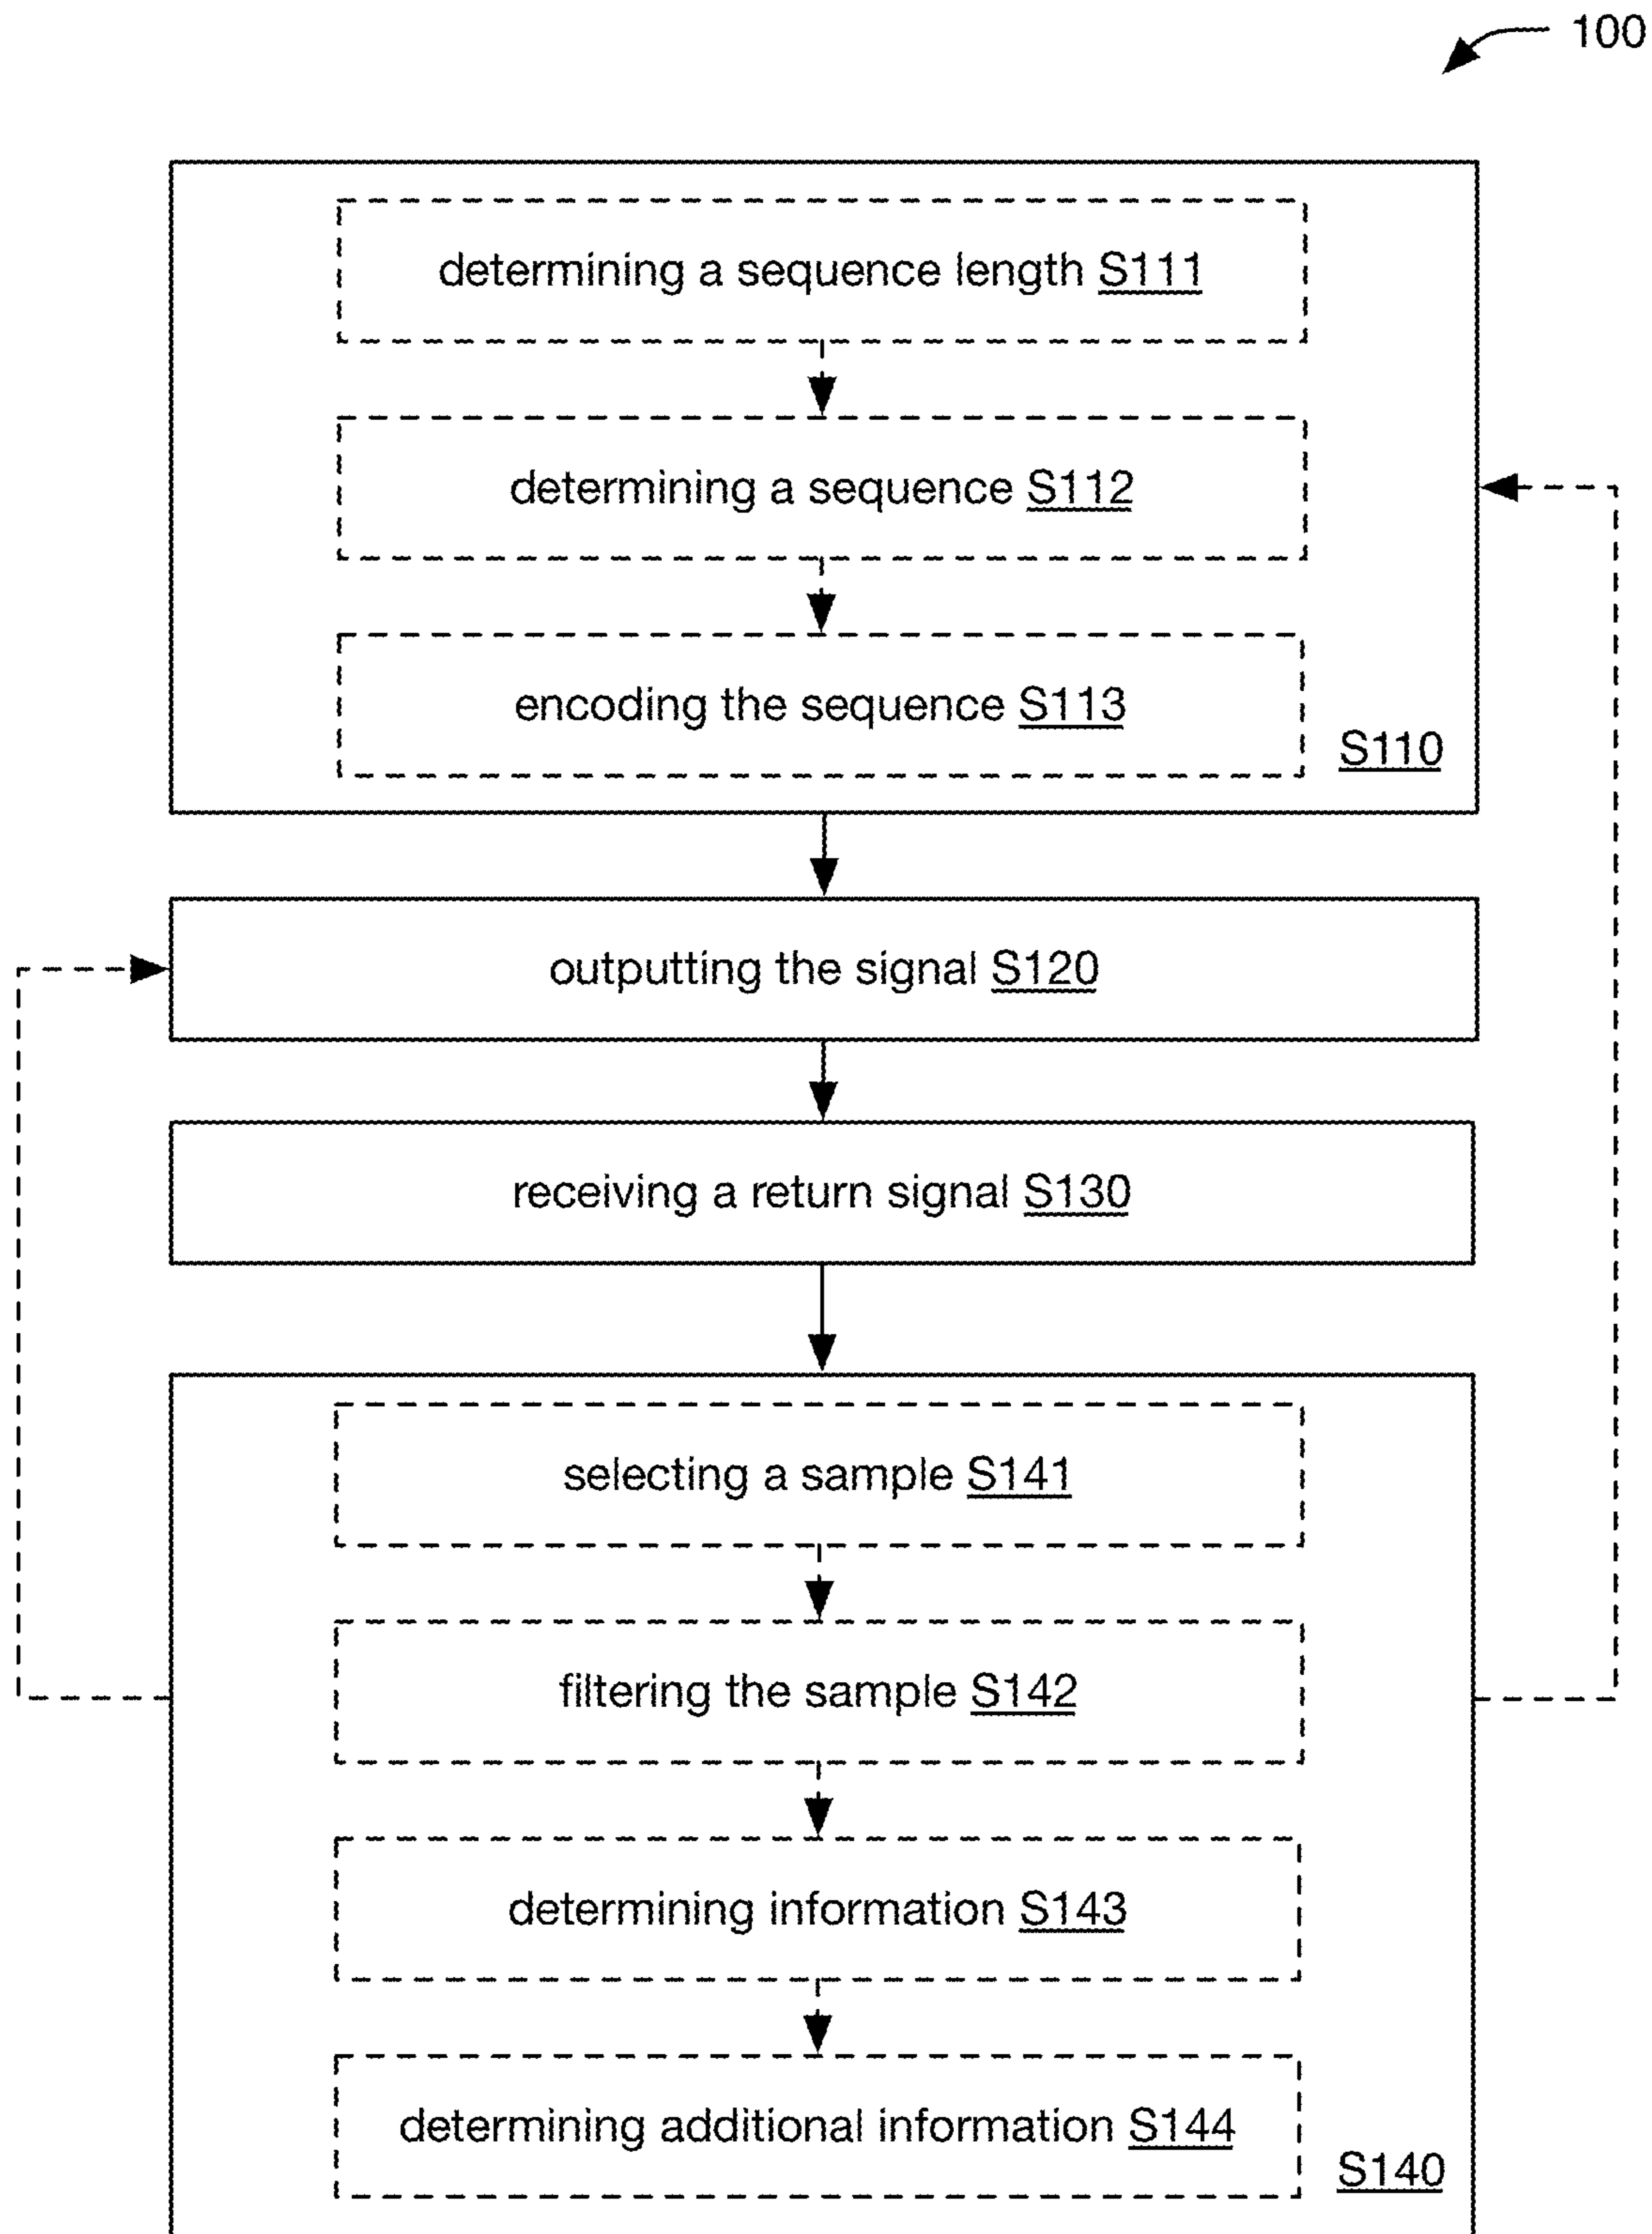 100
determining a sequence length S111
determining a sequence S112
encoding the sequence S113
S110
outputting the signal S120
receiving a return signal S130
selecting a sample S141
filtering the sample S142
determining information S143
determining additional information S144
S140